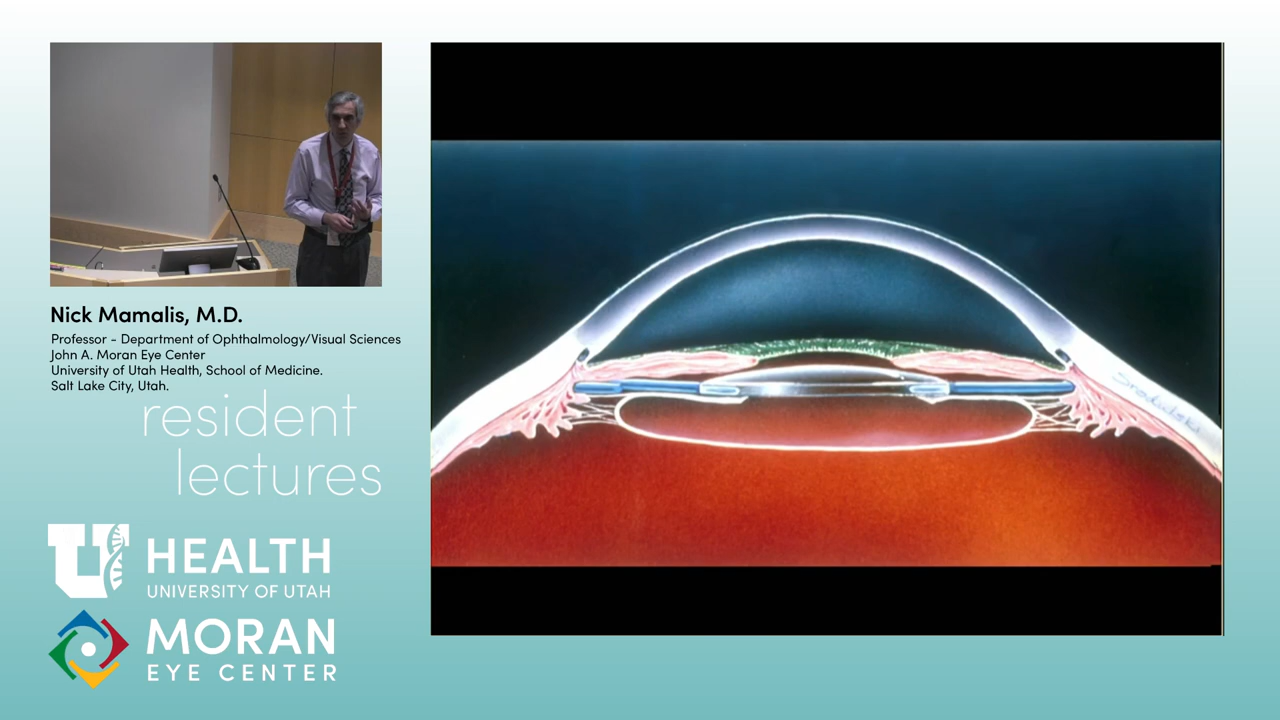 Nick Mamalis, M.D.
Professor - Department of Ophthalmology/Visual Sciences
John A. Moran Eye Center
University of Utah Health, School of Medicine.
Salt Lake City, Utah.
resident
lectures
U HEALTH
UNIVERSITY OF UTAH
MORAN
EYE CENTER